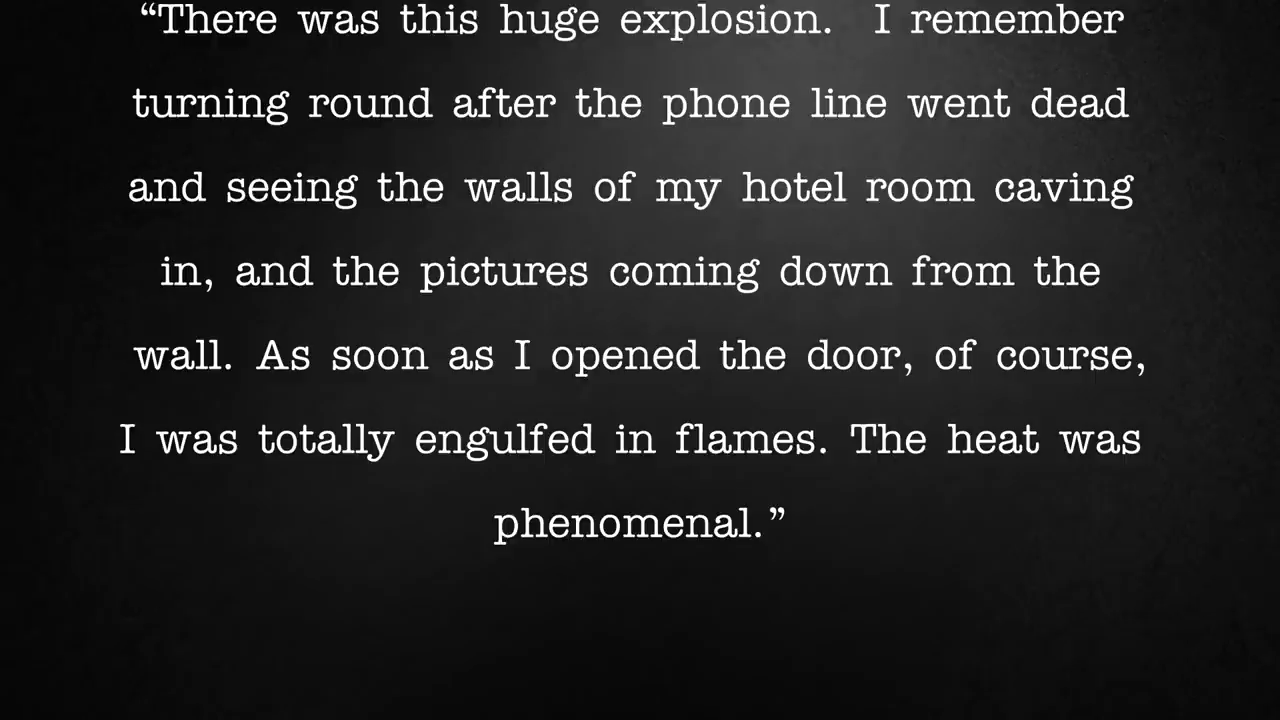 “There was this huge explosion.  I remember
turning round after the phone line went dead
and seeing the walls of my hotel room caving
in, and the pictures coming down from the
wall. As soon as I opened the door, of course,
I was totally engulfed in flames. The heat was
phenomenal.”